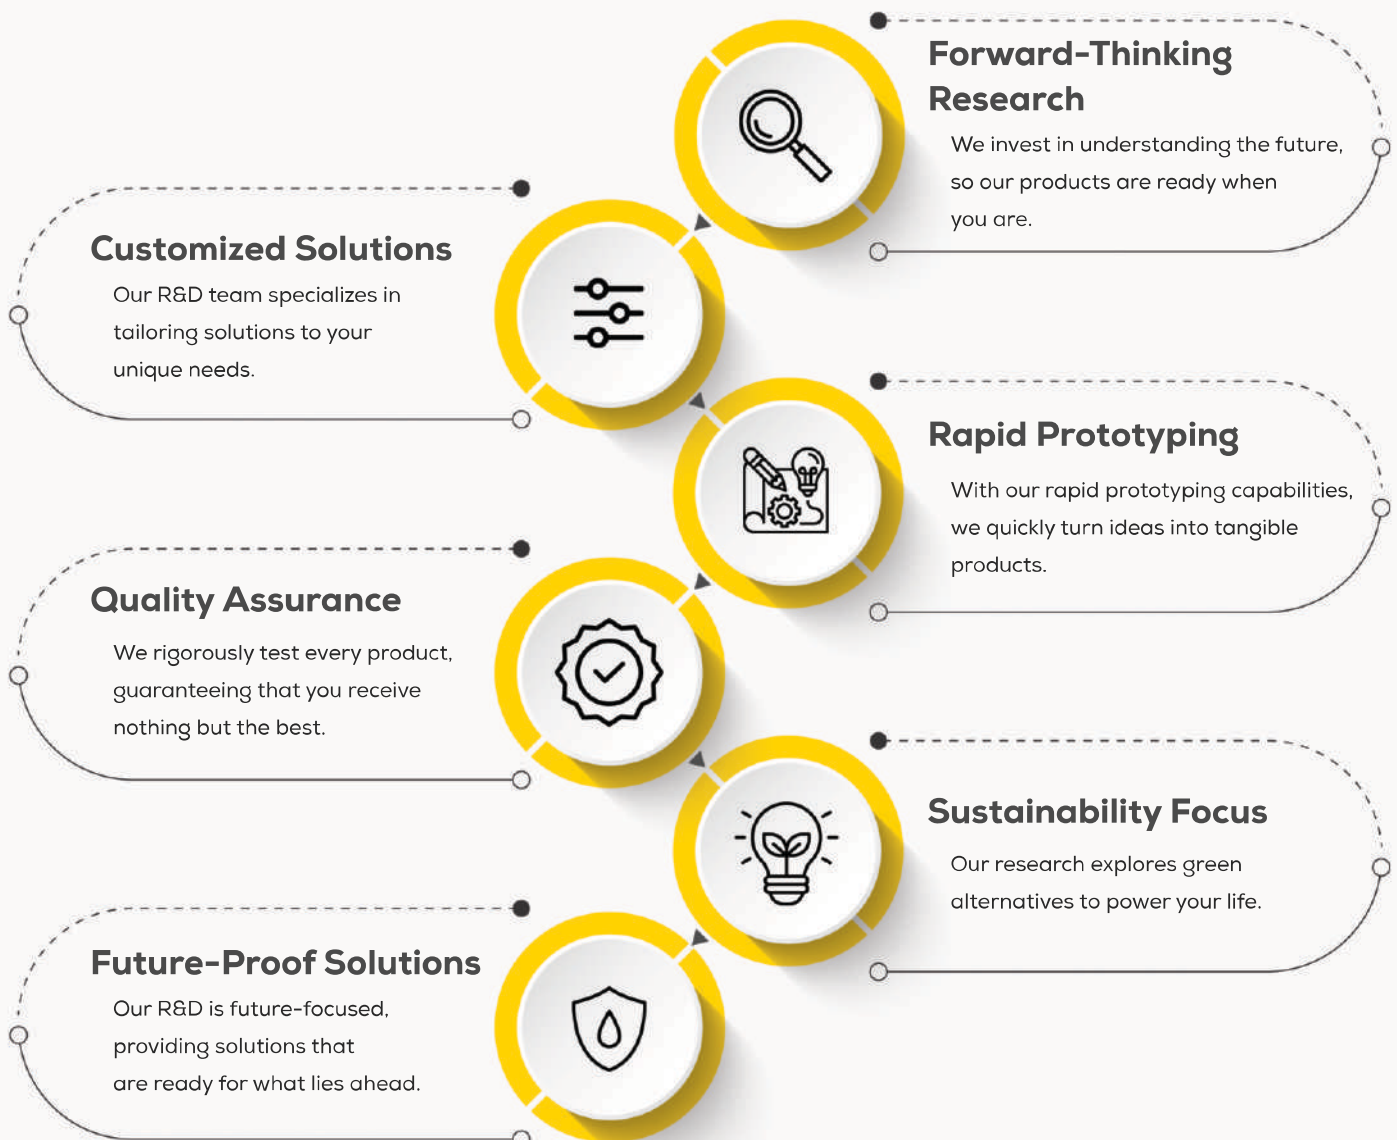 Forward-Thinking
Research
We invest in understanding the future,
so our products are ready when
you are.
Customized Solutions
Our R&D team specializes in
tailoring solutions to your
unique needs.
Rapid Prototyping
With our rapid prototyping capabilities,
we quickly turn ideas into tangible
products.
Quality Assurance
We rigorously test every product,
guaranteeing that you receive
nothing but the best.
Sustainability Focus
Our research explores green
alternatives to power your life.
Future-Proof Solutions
Our R&D is future-focused,
providing solutions that
are ready for what lies ahead.